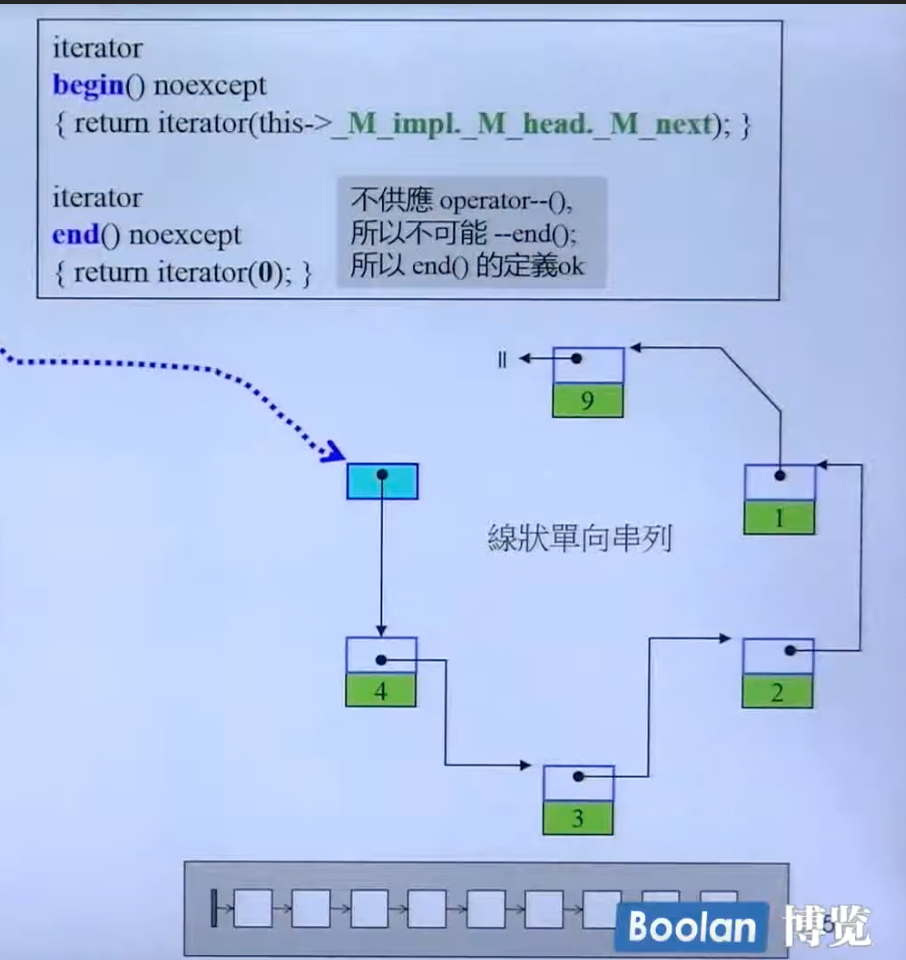 iterator
begin() noexcept
{ return iterator(this->_M_impl._M_head._M_next); }
iterator
end() noexcept
{ return iterator(0); }
不供應 operator--(),
所以不可能 --end();
所以 end() 的定義ok
9
1
線狀單向串列
4
2
3
Boolan 博览